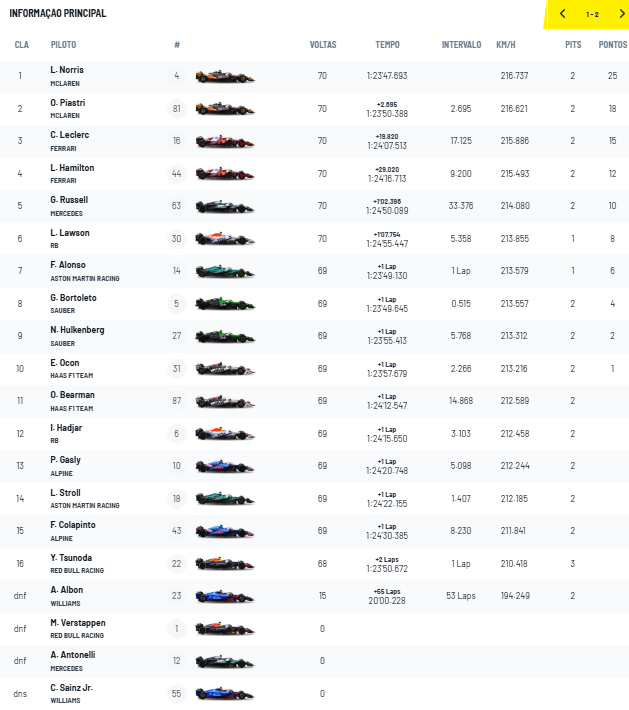 INFORMAÇAO PRINCIPAL
1 - 2
CLA PILOTO # VOLTAS TEMPO INTERVALO KM/H PITS PONTOS
1 L. Norris MCLAREN 4 70 1:23'47.693 216.737 2 25
2 O. Piastri MCLAREN 81 70 +2.695 1:23'50.388 2.695 216.621 2 18
3 C. Leclerc FERRARI 16 70 +19.820 1:24'07.513 17.125 215.886 2 15
4 L. Hamilton FERRARI 44 70 +29.020 1:24'16.713 9.200 215.493 2 12
5 G. Russell MERCEDES 63 70 +1'02.396 1:24'50.089 33.376 214.080 2 10
6 L. Lawson RB 30 70 +1'07.754 1:24'55.447 5.358 213.855 1 8
7 F. Alonso ASTON MARTIN RACING 14 69 +1 Lap 1:23'49.130 1 Lap 213.579 1 6
8 G. Bortoleto SAUBER 5 69 +1 Lap 1:23'49.645 0.515 213.557 2 4
9 N. Hulkenberg SAUBER 27 69 +1 Lap 1:23'55.413 5.768 213.312 2 2
10 E. Ocon HAAS F1 TEAM 31 69 +1 Lap 1:23'57.679 2.266 213.216 2 1
11 O. Bearman HAAS F1 TEAM 87 69 +1 Lap 1:24'12.547 14.868 212.589 2
12 I. Hadjar RB 6 69 +1 Lap 1:24'15.650 3.103 212.458 2
13 P. Gasly ALPINE 10 69 +1 Lap 1:24'20.748 5.098 212.244 2
14 L. Stroll ASTON MARTIN RACING 18 69 +1 Lap 1:24'22.155 1.407 212.185 2
15 F. Colapinto ALPINE 43 69 +1 Lap 1:24'30.385 8.230 211.841 2
16 Y. Tsunoda RED BULL RACING 22 68 +2 Laps 1:23'50.672 1 Lap 210.418 3
dnf A. Albon WILLIAMS 23 15 +55 Laps 20'00.228 53 Laps 194.249 2
dnf M. Verstappen RED BULL RACING 1 0
dnf A. Antonelli MERCEDES 12 0
dns C. Sainz Jr. WILLIAMS 55 0